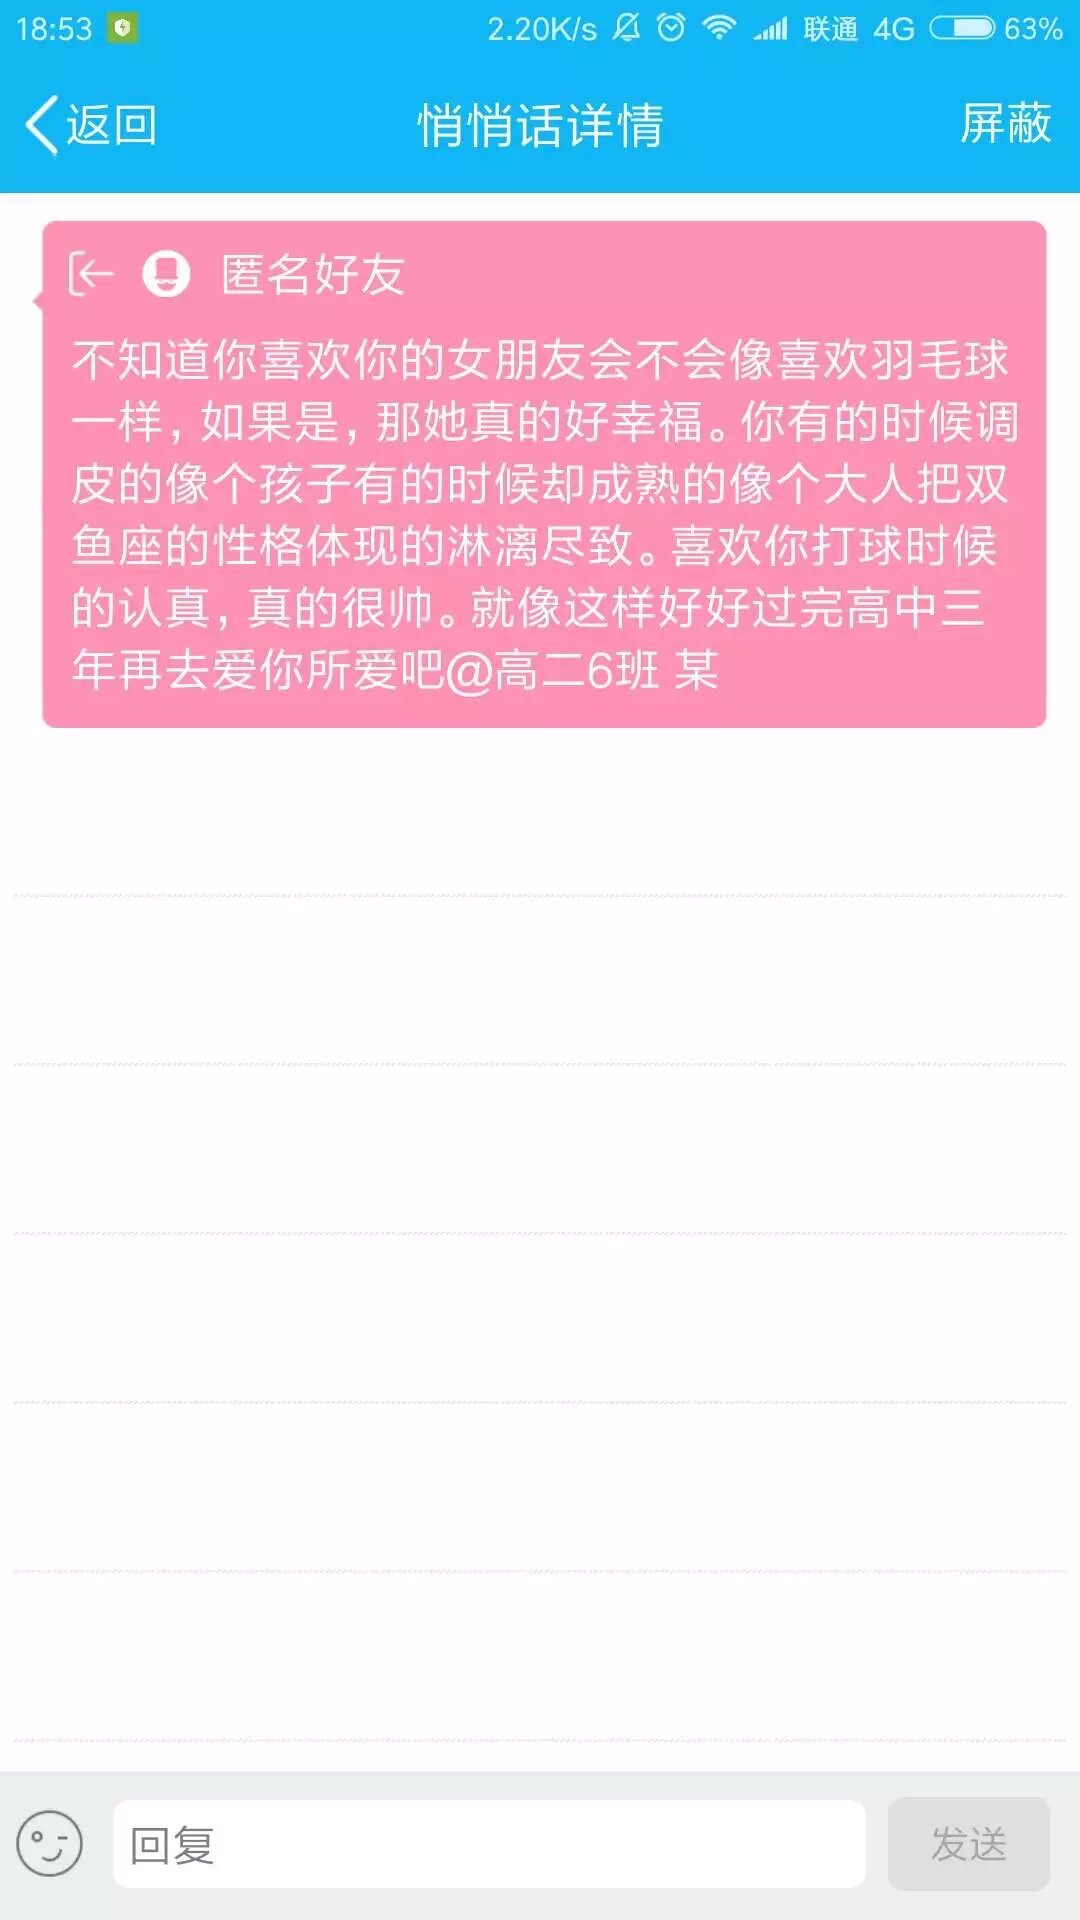 18:53 2.20K/s 联通 4G 63%
返回 悄悄话详情 屏蔽
匿名好友
不知道你喜欢你的女朋友会不会像喜欢羽毛球
一样，如果是，那她真的好幸福。你有的时候调
皮的像个孩子有的时候却成熟的像个大人把双
鱼座的性格体现的淋漓尽致。喜欢你打球时候
的认真，真的很帅。就像这样好好过完高中三
年再去爱你所爱吧@高二6班 某
回复 发送